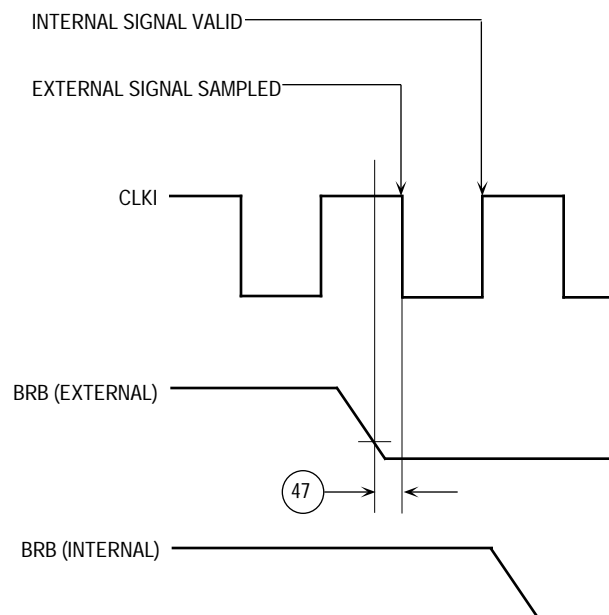 INTERNAL SIGNAL VALID
EXTERNAL SIGNAL SAMPLED
CLKI
BRB (EXTERNAL)
47
BRB (INTERNAL)